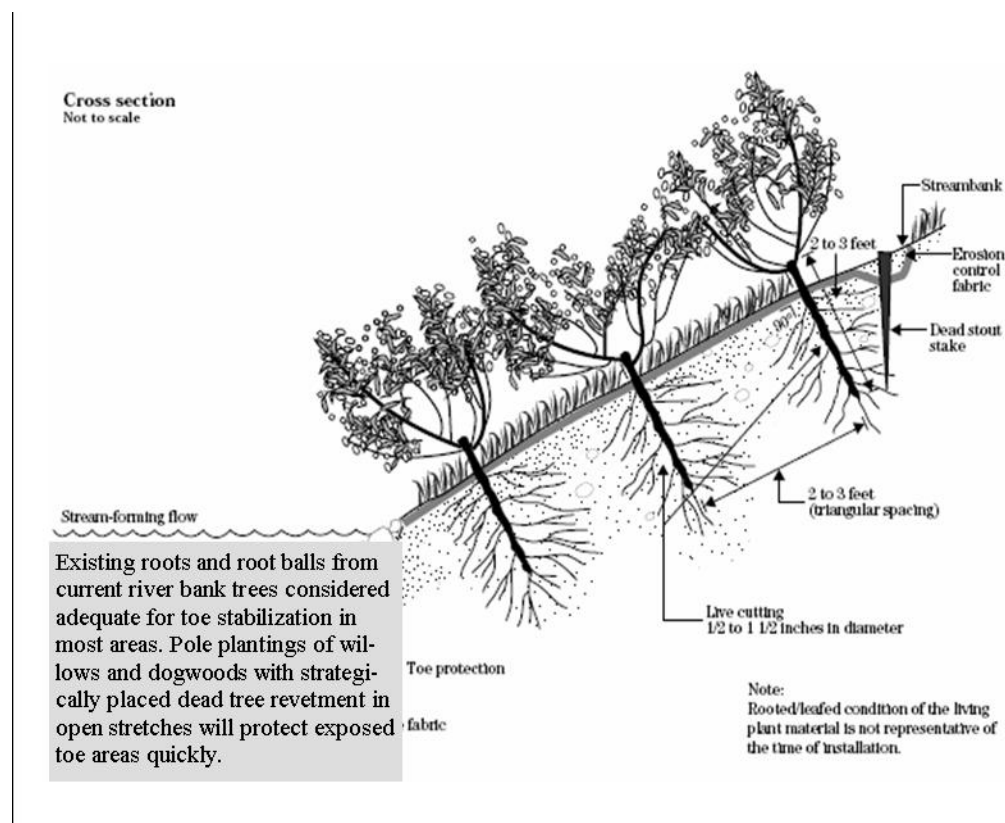 Cross section
Not to scale
Streambank
2 to 3 feet
Erosion
control
fabric
90°
Dead stout
stake
2 to 3 feet
(triangular spacing)
Stream-forming flow
Existing roots and root balls from
current river bank trees considered
adequate for toe stabilization in
most areas. Pole plantings of wil-
lows and dogwoods with strategi-
cally placed dead tree revetment in
open stretches will protect exposed
toe areas quickly.
Live cutting
1/2 to 1 1/2 inches in diameter
Toe protection
fabric
Note:
Rooted/leafed condition of the living
plant material is not representative of
the time of installation.